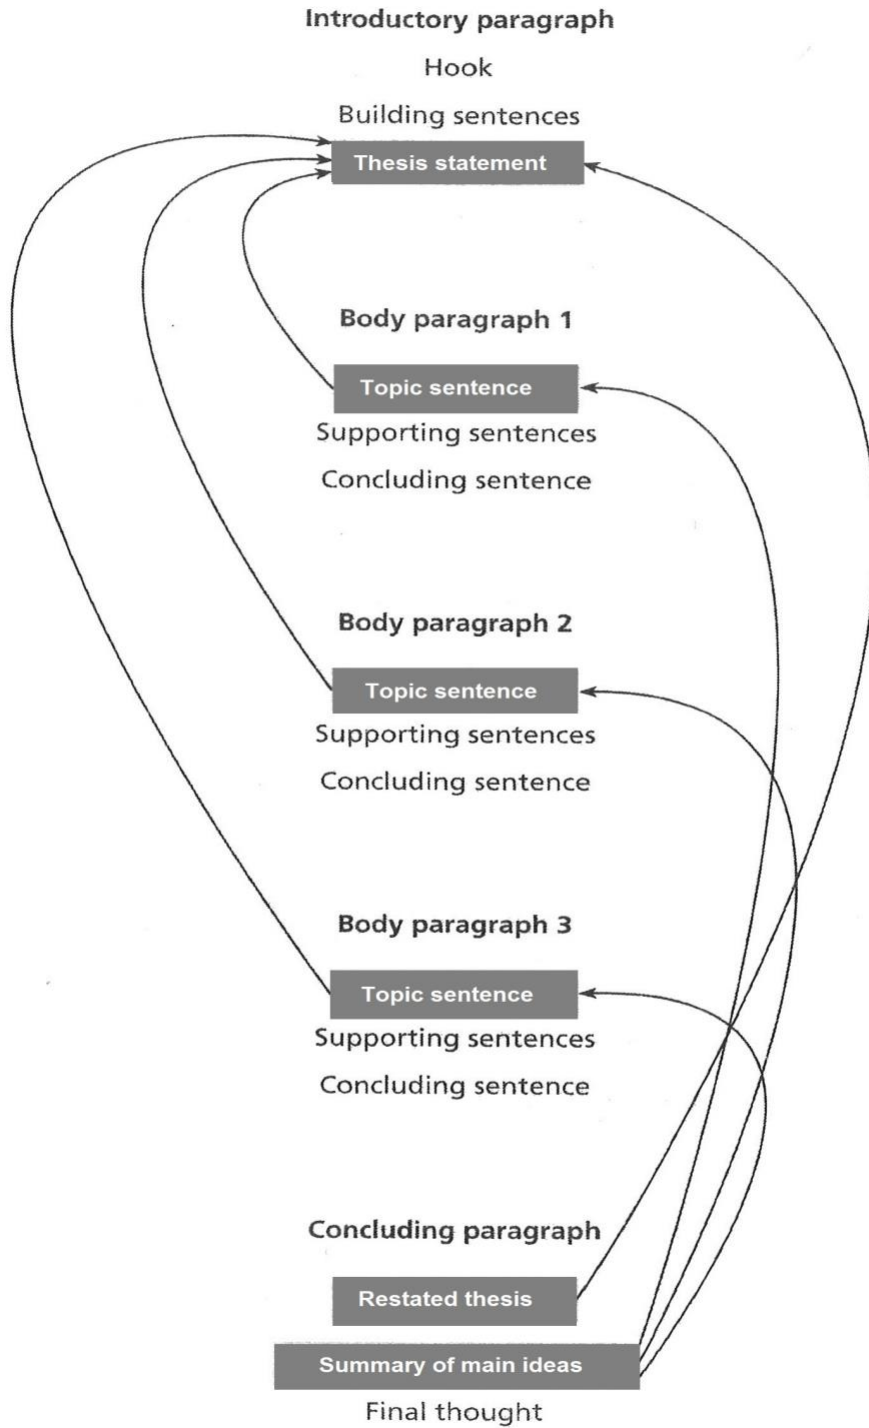 Introductory paragraph
Hook
Building sentences
Thesis statement
Body paragraph 1
Topic sentence
Supporting sentences
Concluding sentence
Body paragraph 2
Topic sentence
Supporting sentences
Concluding sentence
Body paragraph 3
Topic sentence
Supporting sentences
Concluding sentence
Concluding paragraph
Restated thesis
Summary of main ideas
Final thought